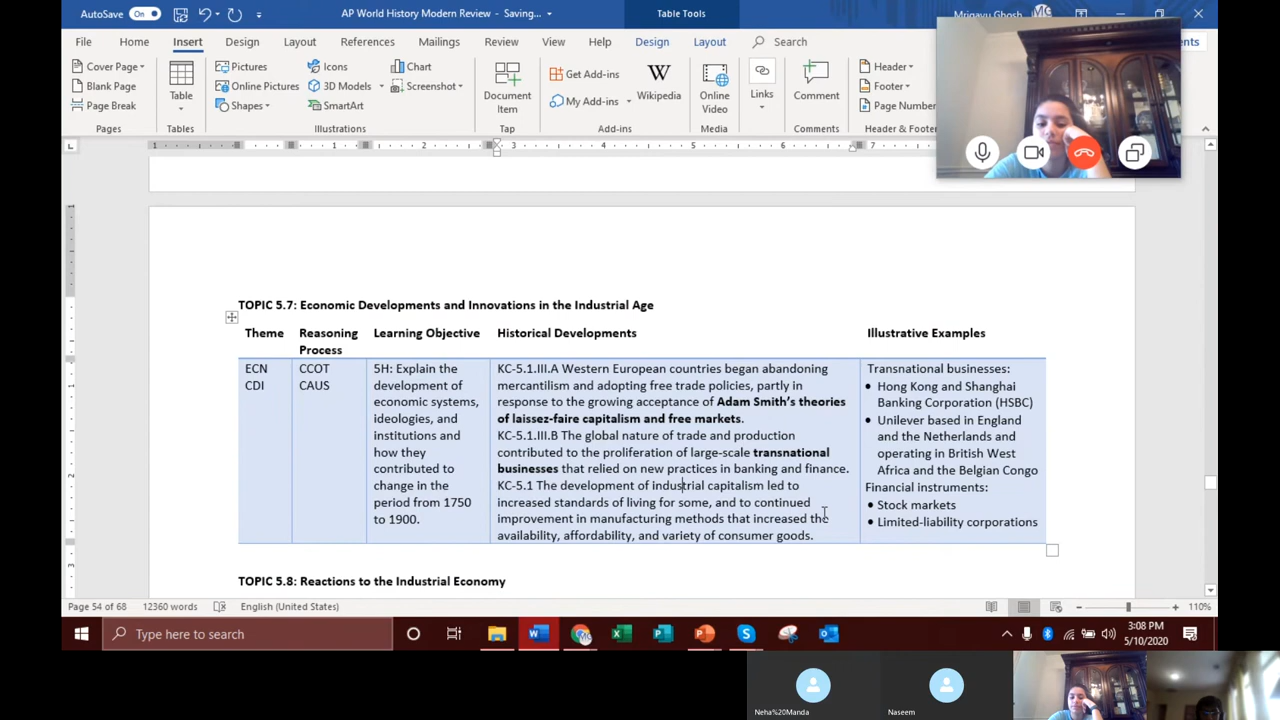 AutoSave On
AP World History Modern Review - Saving...
Table Tools
Mrigavu Ghosh MG
File Home Insert Design Layout References Mailings Review View Help Design Layout Search
Cover Page
Blank Page
Page Break
Pages
Table
Tables
Pictures
Online Pictures
Shapes
Icons
3D Models
SmartArt
Chart
Screenshot
Illustrations
Document
Item
Tap
Get Add-ins
My Add-ins
W
Wikipedia
Add-ins
Online
Video
Media
Links
Comment
Comments
Header
Footer
Page Number
Header & Footer
1 1 2 3 4 5 6 7
TOPIC 5.7: Economic Developments and Innovations in the Industrial Age
Theme
Reasoning
Process
Learning Objective
Historical Developments
Illustrative Examples
ECN
CDI
CCOT
CAUS
5H: Explain the
development of
economic systems,
ideologies, and
institutions and
how they
contributed to
change in the
period from 1750
to 1900.
KC-5.1.III.A Western European countries began abandoning
mercantilism and adopting free trade policies, partly in
response to the growing acceptance of Adam Smith's theories
of laissez-faire capitalism and free markets.
KC-5.1.III.B The global nature of trade and production
contributed to the proliferation of large-scale transnational
businesses that relied on new practices in banking and finance.
KC-5.1 The development of industrial capitalism led to
increased standards of living for some, and to continued
improvement in manufacturing methods that increased the
availability, affordability, and variety of consumer goods.
Transnational businesses:
• Hong Kong and Shanghai
Banking Corporation (HSBC)
• Unilever based in England
and the Netherlands and
operating in British West
Africa and the Belgian Congo
Financial instruments:
• Stock markets
• Limited-liability corporations
TOPIC 5.8: Reactions to the Industrial Economy
Page 54 of 68 12360 words English (United States) 110%
Type here to search
3:08 PM
5/10/2020
Neha%20Manda
Naseem